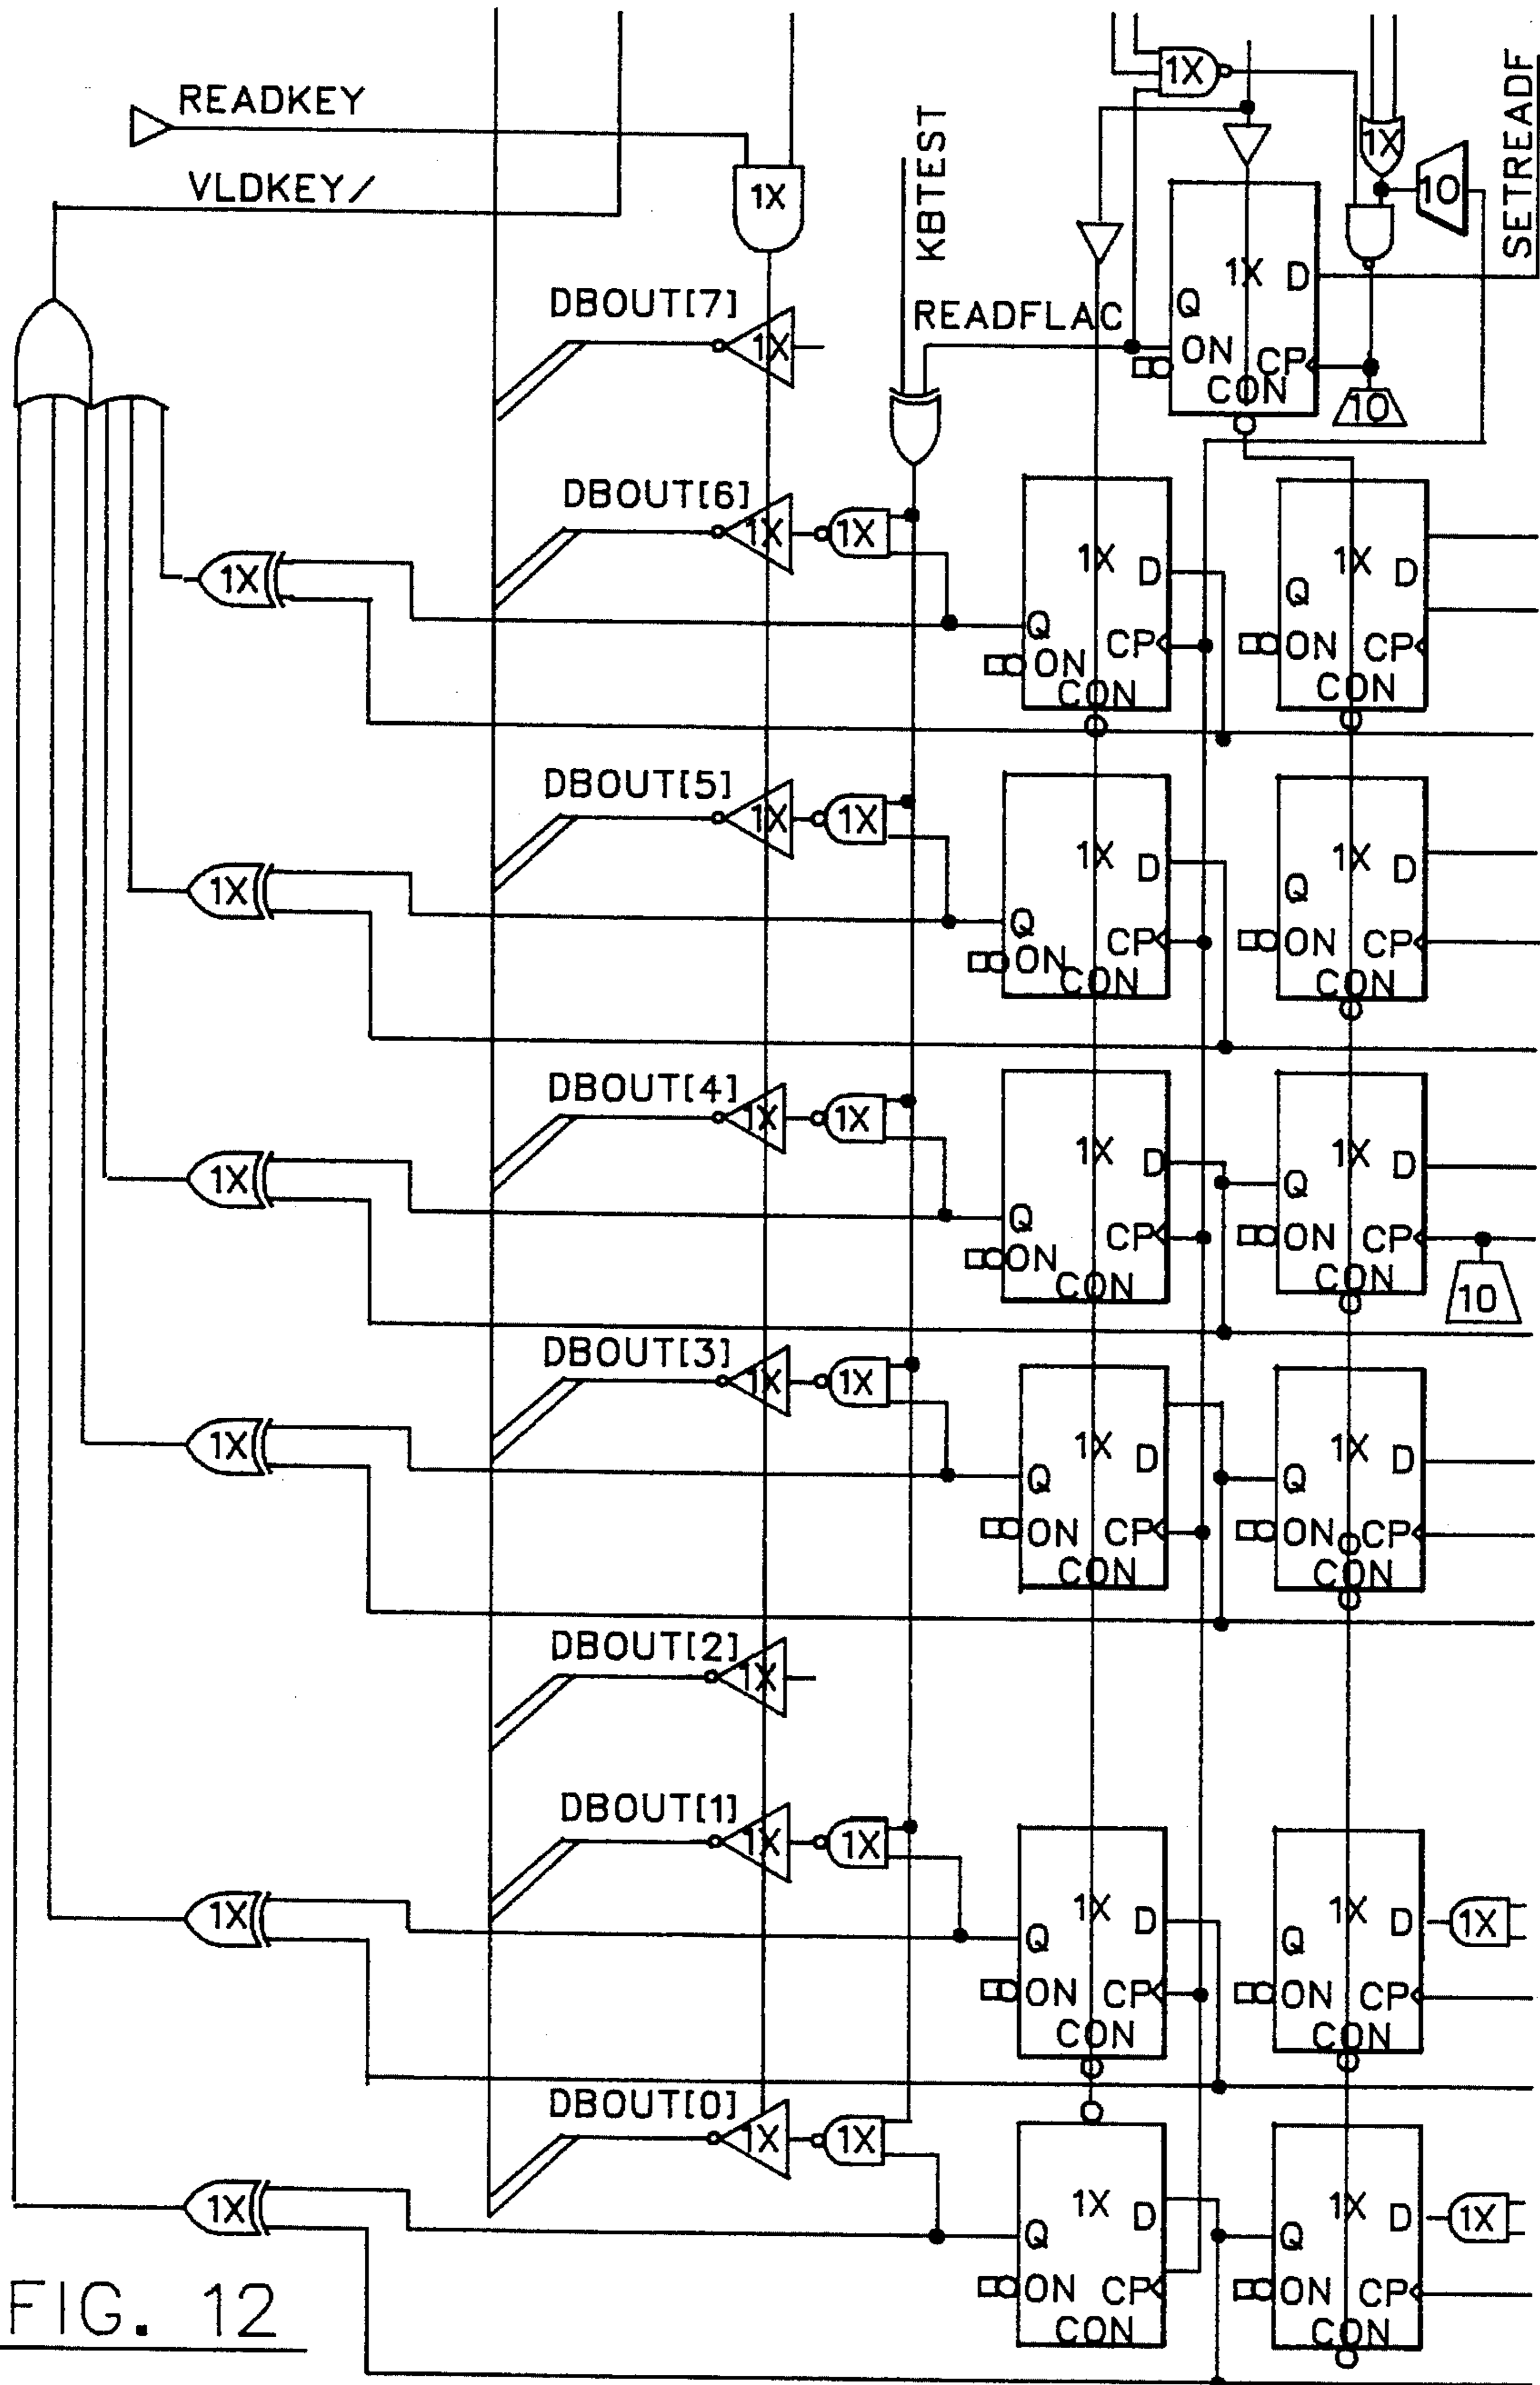 1X
SETREADF
READKEY
KBTEST
1X
10
VLDKEY/
1X
DBOUT[7]
1X
READFLAC
1X D
Q
ON
CP
CON
10
DBOUT[6]
1X
1X
1X
1X D
Q
ON
CP
CON
1X D
Q
ON
CP
CON
DBOUT[5]
1X
1X
1X
1X D
Q
ON
CP
CON
1X D
Q
ON
CP
CON
DBOUT[4]
1X
1X
1X
1X D
Q
ON
CP
CON
1X D
Q
ON
CP
CON
10
DBOUT[3]
1X
1X
1X
1X D
Q
ON
CP
CON
1X D
Q
ON
CP
CON
DBOUT[2]
1X
DBOUT[1]
1X
1X
1X
1X D
Q
ON
CP
CON
1X D
Q
ON
CP
CON
1X
DBOUT[0]
1X
1X
1X
1X D
Q
ON
CP
CON
1X D
Q
ON
CP
CON
1X
FIG. 12